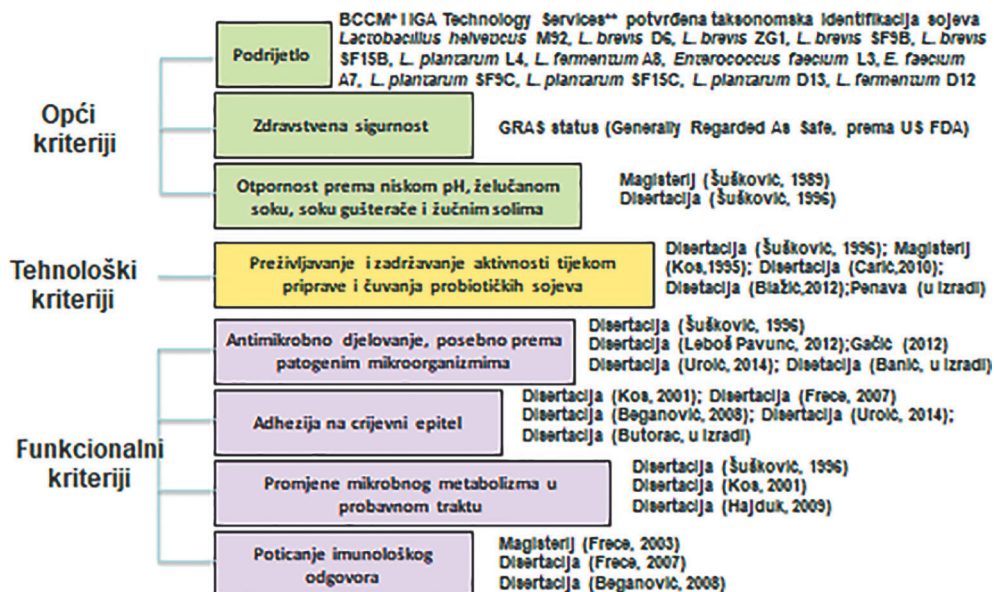 BCCM* I IGA Technology Services** potvrđena taksonomska identifikacija sojeva
Lactobacillus helveticus M92, L. brevis D6, L. brevis ZG1, L. brevis SF9B, L. brevis
SF15B, L. plantarum L4, L. fermentum A8, Enterococcus faecium L3, E. faecium
A7, L. plantarum SF9C, L. plantarum SF15C, L. plantarum D13, L. fermentum D12
Podrijetlo
Opći
kriteriji
Zdravstvena sigurnost
GRAS status (Generally Regarded As Safe, prema US FDA)
Otpornost prema niskom pH, želučanom
soku, soku gušterače i žučnim solima
Magisterij (Šušković, 1989)
Disertacija (Šušković, 1996)
Tehnološki
kriteriji
Preživljavanje i zadržavanje aktivnosti tijekom
priprave i čuvanja probiotičkih sojeva
Disertacija (Šušković, 1996); Magisterij
(Kos,1995); Disertacija (Carić,2010);
Disetacija (Blažić,2012);Penava (u izradi)
Funkcionalni
kriteriji
Antimikrobno djelovanje, posebno prema
patogenim mikroorganizmima
Disertacija (Šušković, 1996)
Disertacija (Leboš Pavunc, 2012);Gačić (2012)
Disertacija (Uroić, 2014); Disetacija (Banić, u izradi)
Adhezija na crijevni epitel
Disertacija (Kos, 2001); Disertacija (Frece, 2007)
Disertacija (Beganović, 2008); Disertacija (Uroić, 2014);
Disertacija (Butorac, u izradi)
Promjene mikrobnog metabolizma u
probavnom traktu
Disertacija (Šušković, 1996)
Disertacija (Kos, 2001)
Disertacija (Hajduk, 2009)
Poticanje imunološkog
odgovora
Magisterij (Frece, 2003)
Disertacija (Frece, 2007)
Disertacija (Beganović, 2008)